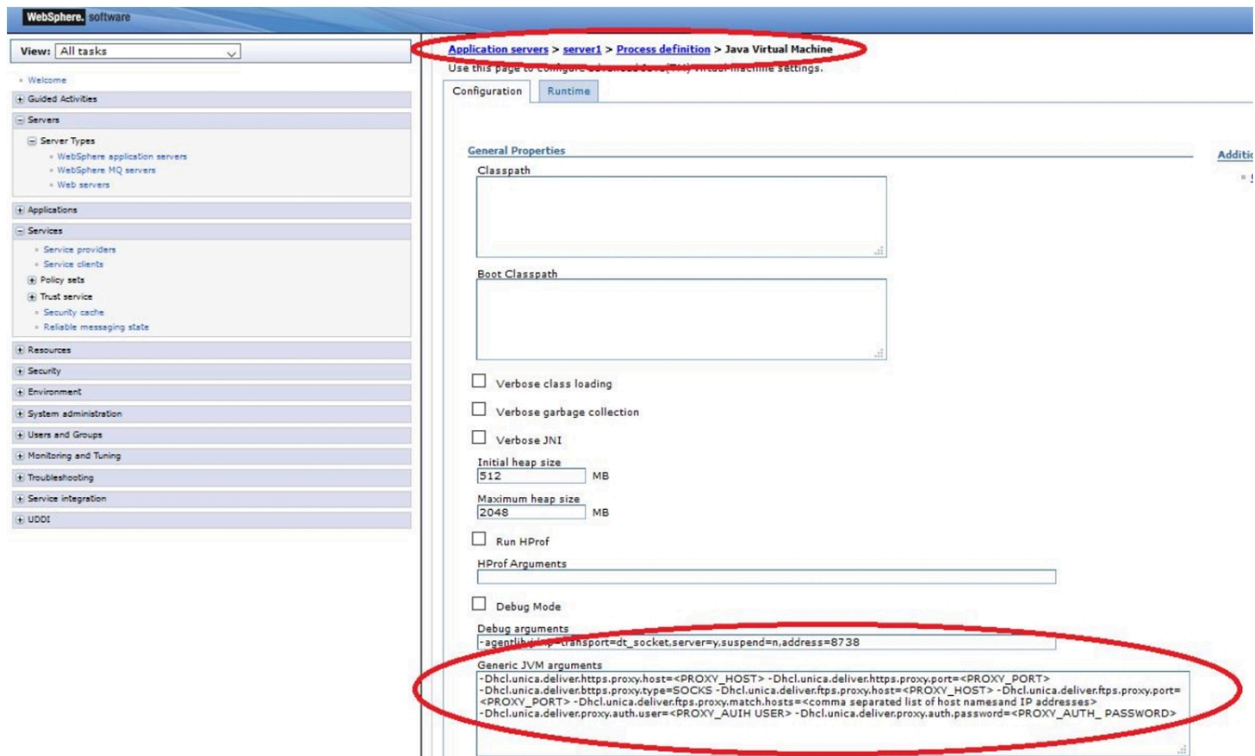 WebSphere. software
View: All tasks
Welcome
Guided Activities
Servers
Server Types
WebSphere application servers
WebSphere MQ servers
Web servers
Applications
Services
Service providers
Service clients
Policy sets
Trust service
Security cache
Reliable messaging state
Resources
Security
Environment
System administration
Users and Groups
Monitoring and Tuning
Troubleshooting
Service integration
UDDI
Application servers > server1 > Process definition > Java Virtual Machine
Use this page to configure advanced Java(TM) virtual machine settings.
Configuration Runtime
General Properties
Classpath
Boot Classpath
Verbose class loading
Verbose garbage collection
Verbose JNI
Initial heap size
512 MB
Maximum heap size
2048 MB
Run HProf
HProf Arguments
Debug Mode
Debug arguments
-agentlib:jdwp=transport=dt_socket,server=y,suspend=n,address=8738
Generic JVM arguments
-Dhcl.unica.deliver.https.proxy.host=<PROXY_HOST> -Dhcl.unica.deliver.https.proxy.port=<PROXY_PORT>
-Dhcl.unica.deliver.bttps.proxy.type=SOCKS -Dhcl.unica.deliver.ftps.proxy.host=<PROXY_HOST> -Dhcl.unica.deliver.ftps.proxy.port=
<PROXY_PORT> -Dhcl.unica.deliver.ftps.proxy.match.hosts=<comma separated list of host namesand IP addresses>
-Dhcl.unica.deliver.proxy.auth.user=<PROXY_AUIH USER> -Dhcl.unica.deliver.proxy.auth.password=<PROXY_AUTH_ PASSWORD>